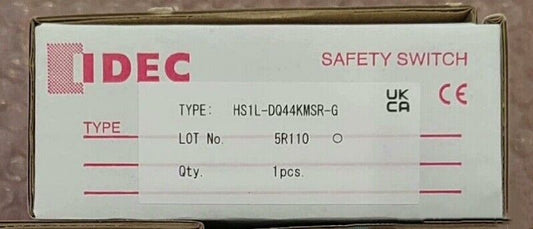 IDEC
SAFETY SWITCH
TYPE: HS1L-DQ44KMSR-G
UK
CA
CE
TYPE
LOT No. 5R110 ○
Qty. 1pcs.